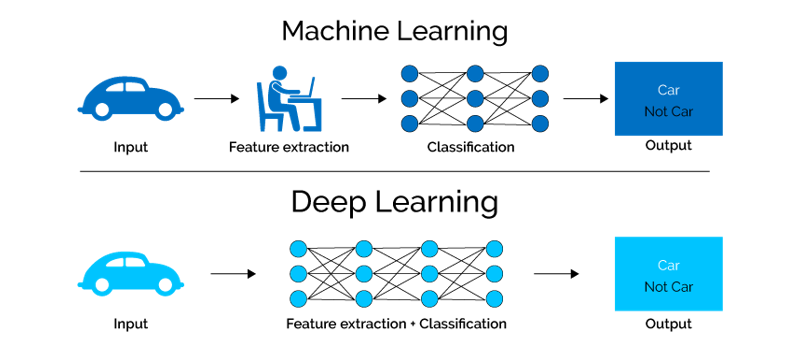 Machine Learning
Car
Not Car
Input
Feature extraction
Classification
Output
Deep Learning
Car
Not Car
Input
Feature extraction + Classification
Output